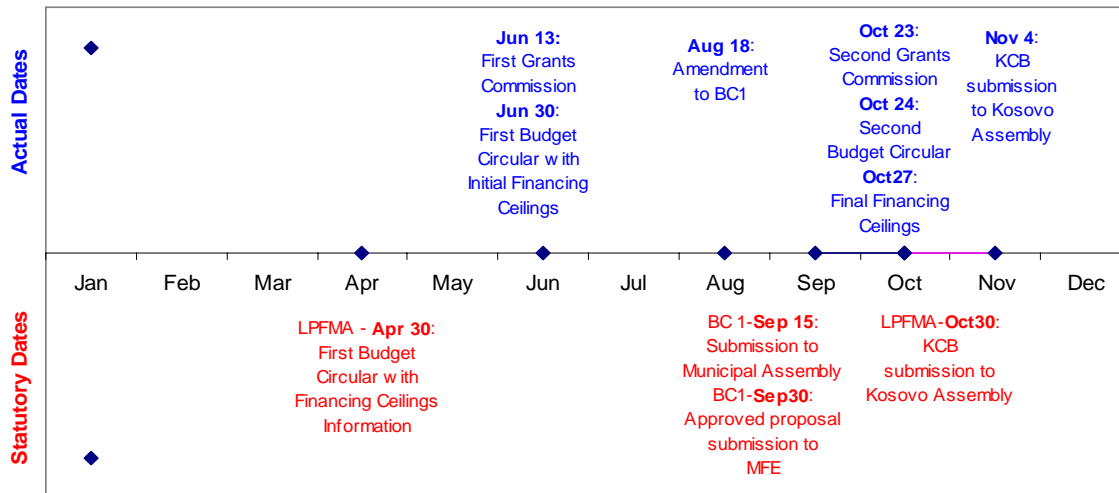 Actual Dates
Jun 13:
First Grants
Commission
Jun 30:
First Budget
Circular with
Initial Financing
Ceilings
Aug 18:
Amendment
to BC1
Oct 23:
Second Grants
Commission
Oct 24:
Second
Budget Circular
Oct27:
Final Financing
Ceilings
Nov 4:
KCB
submission
to Kosovo
Assembly
Jan Feb Mar Apr May Jun Jul Aug Sep Oct Nov Dec
Statutory Dates
LPFMA - Apr 30:
First Budget
Circular with
Financing Ceilings
Information
BC 1-Sep 15:
Submission to
Municipal Assembly
BC1-Sep30:
Approved proposal
submission to
MFE
LPFMA-Oct30:
KCB
submission to
Kosovo Assembly